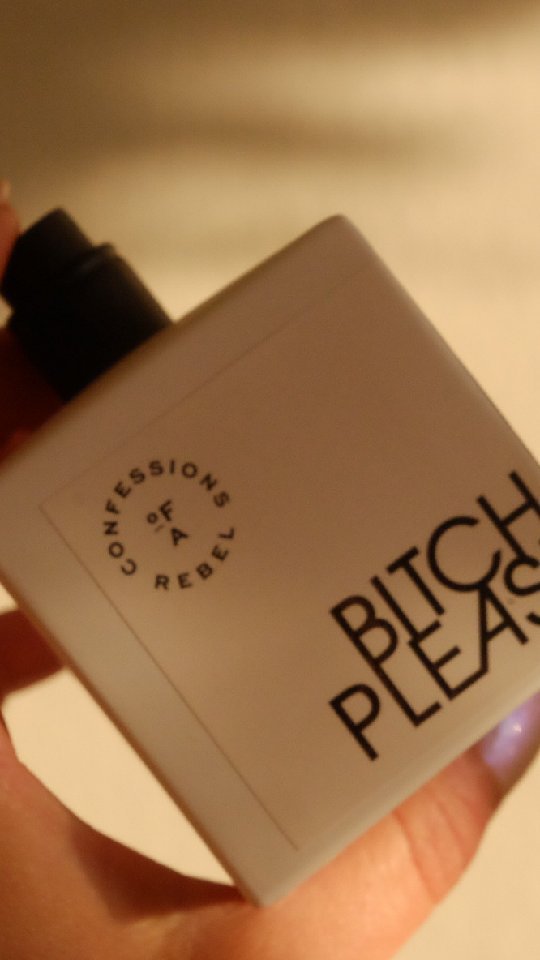 CONFESSIONS
OF
A
REBEL
BITCH
PLEAS